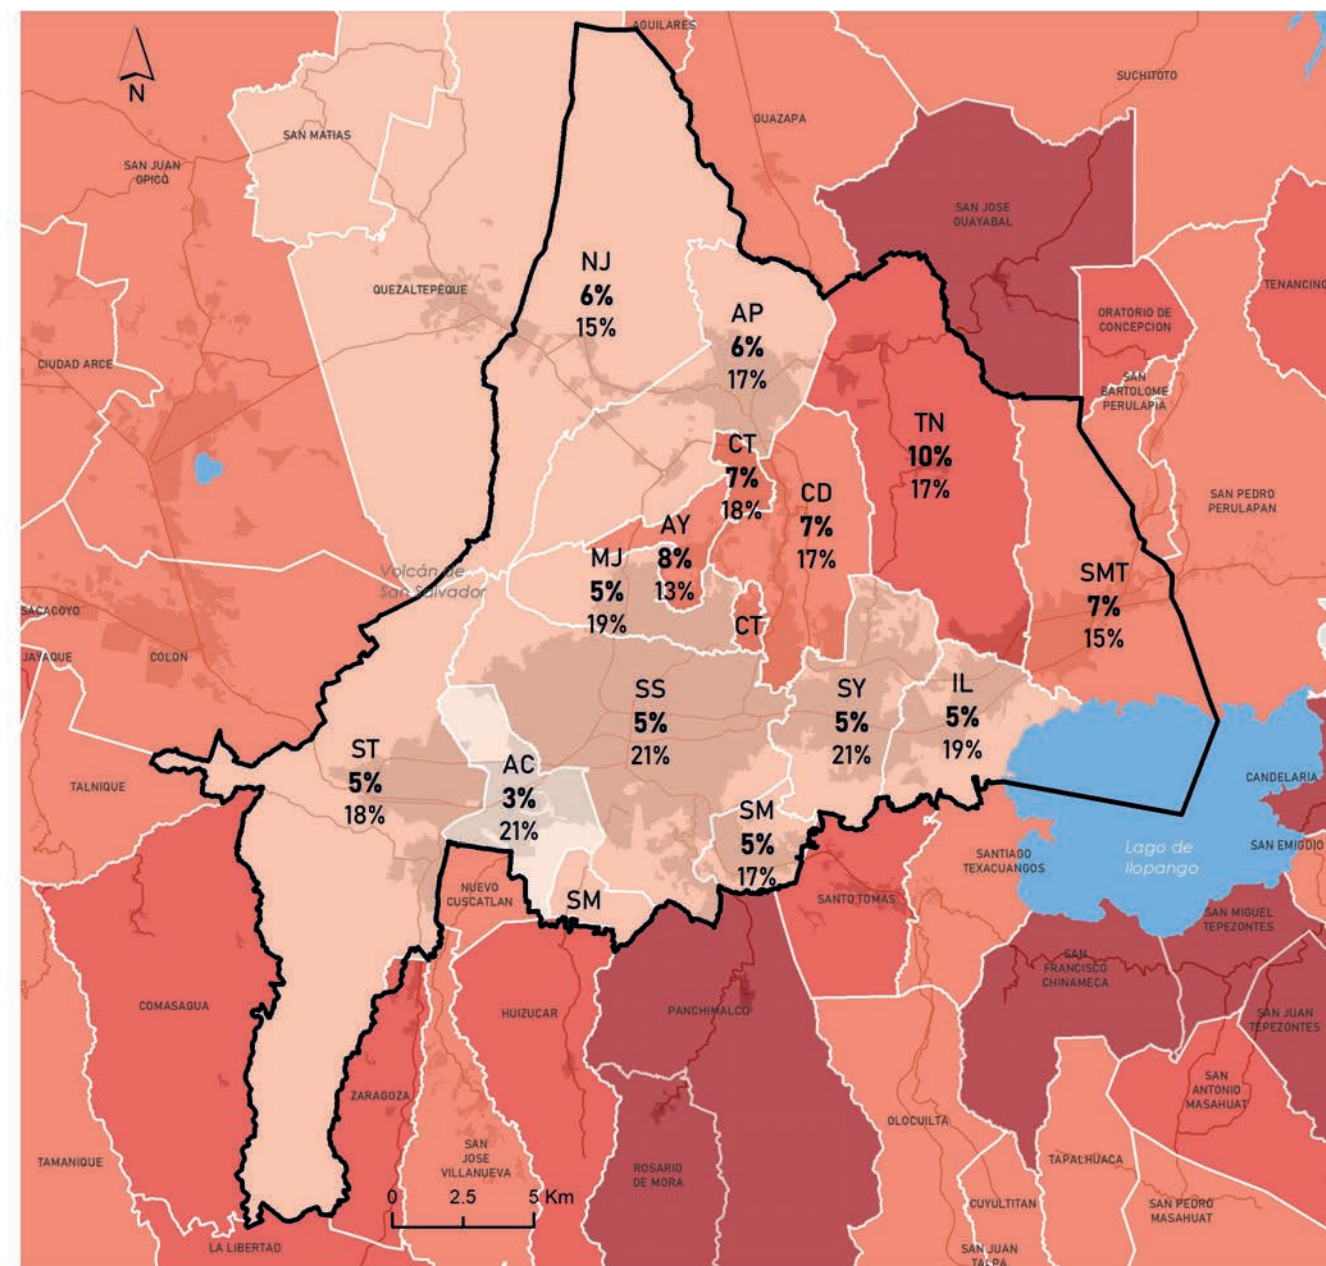 AGUILARES
SUCHITOTO
N
GUAZAPA
SAN MATIAS
SAN JUAN
OPICO
SAN JOSE
GUAYABAL
NJ
6%
15%
QUEZALTEPEQUE
TENANCINGO
AP
6%
17%
ORATORIO DE
CONCEPCION
CIUDAD ARCE
SAN
BARTOLOME
PERULAPIA
TN
10%
17%
CT
7%
18%
CD
7%
17%
SAN PEDRO
PERULAPAN
AY
8%
13%
MJ
5%
19%
Volcán de
San Salvador
SMT
7%
15%
SACACOYO
CT
JAYAQUE
COLON
SS
5%
21%
SY
5%
21%
IL
5%
19%
ST
5%
18%
AC
3%
21%
TALNIQUE
CANDELARIA
SM
5%
17%
SAN EMIGDIO
Lago de
Ilopango
SANTIAGO
TEXACUANGOS
NUEVO
CUSCATLAN
SM
SANTO TOMAS
SAN MIGUEL
TEPEZONTES
SAN
FRANCISCO
CHINAMECA
COMASAGUA
HUIZUCAR
PANCHIMALCO
SAN JUAN
TEPEZONTES
SAN
ANTONIO
MASAHUAT
ZARAGOZA
OLOCUILTA
SAN
JOSE
VILLANUEVA
TAMANIQUE
ROSARIO
DE MORA
TAPALHUACA
0 2.5 5 Km
CUYULTITAN
SAN PEDRO
MASAHUAT
LA LIBERTAD
SAN JUAN
TALPA